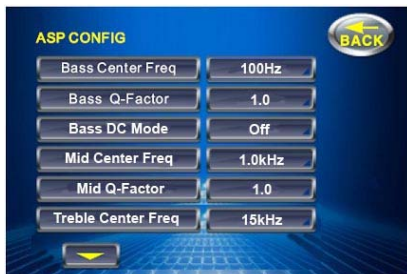 ASP CONFIG
BACK
Bass Center Freq 100Hz
Bass Q-Factor 1.0
Bass DC Mode Off
Mid Center Freq 1.0kHz
Mid Q-Factor 1.0
Treble Center Freq 15kHz